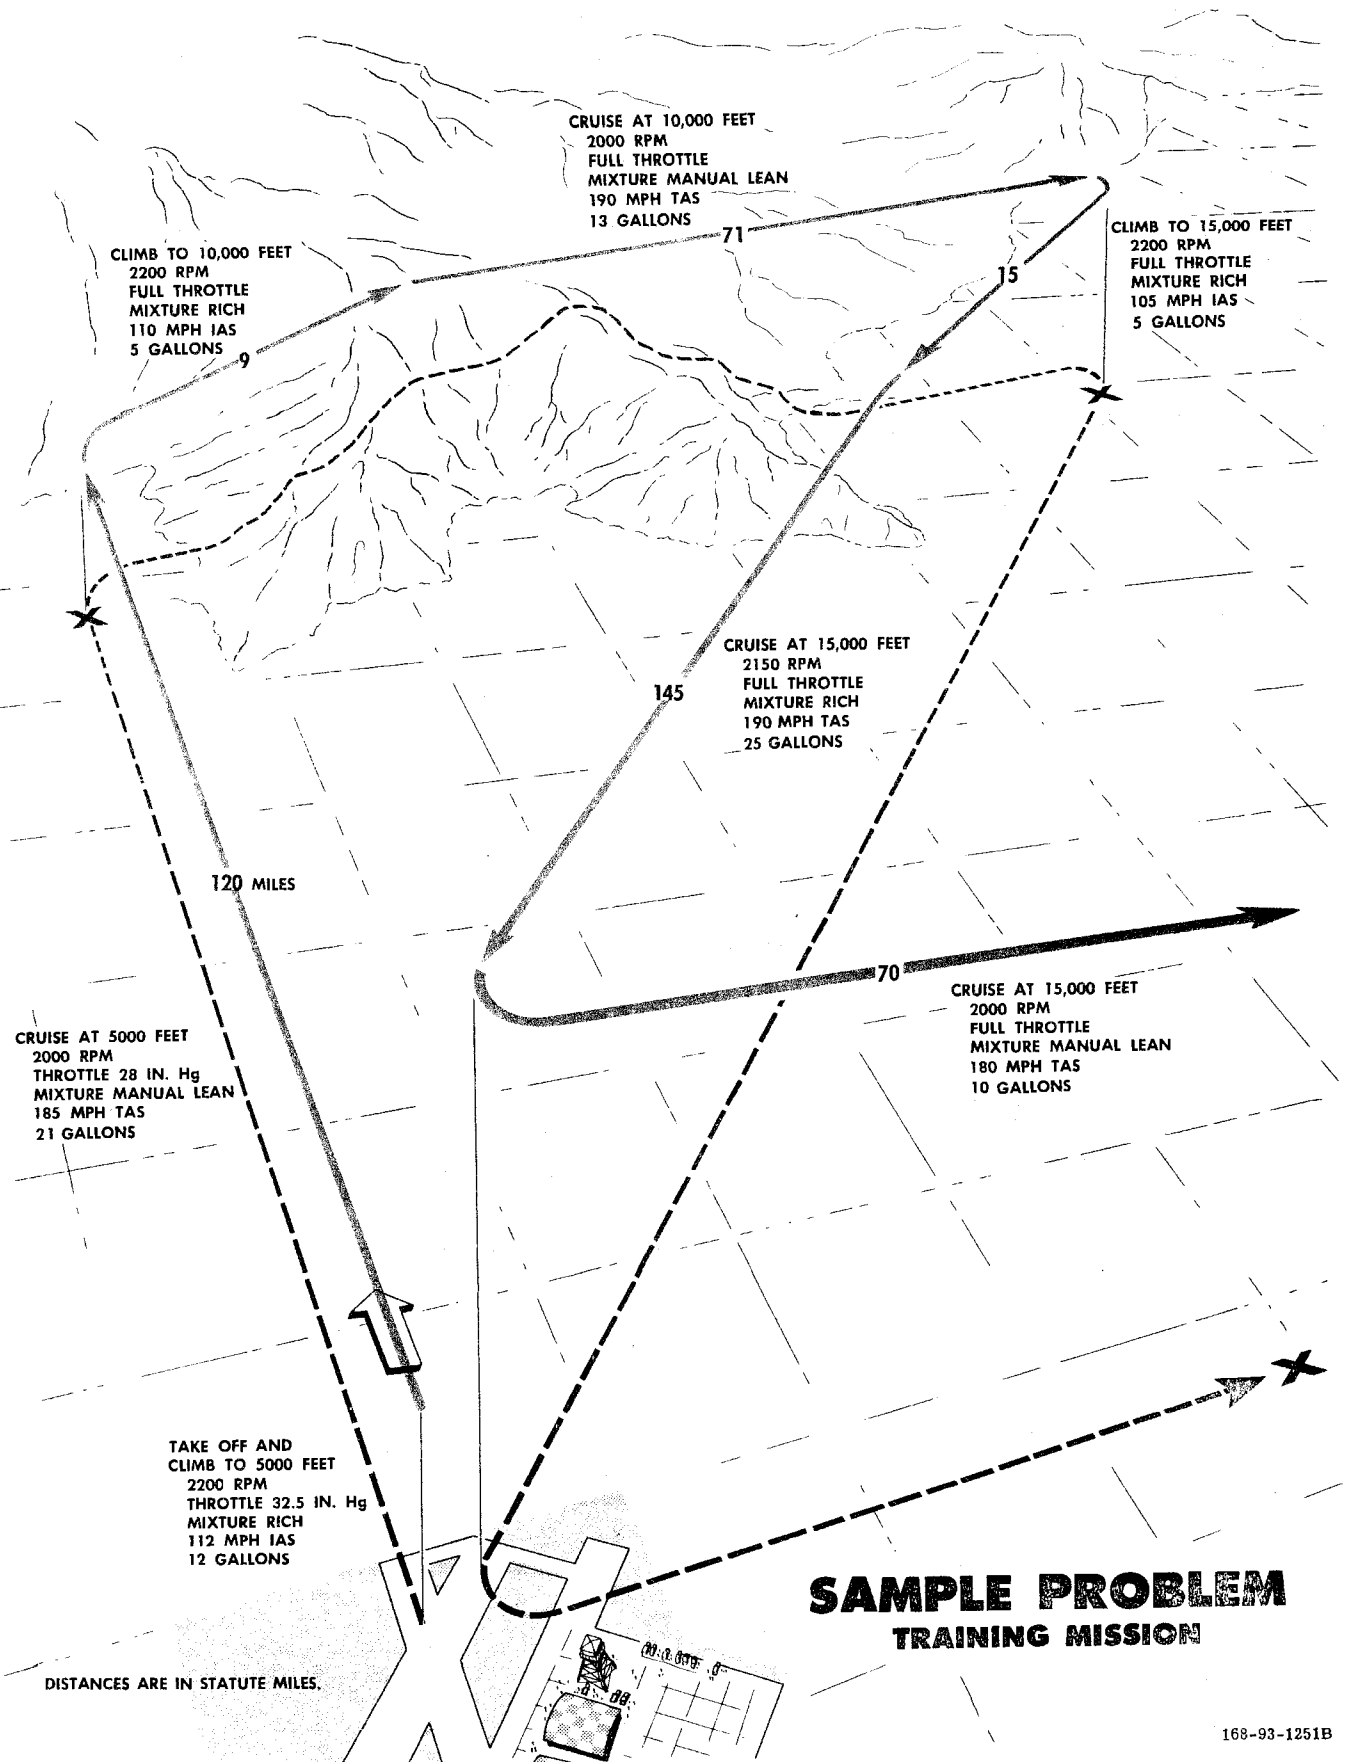 CRUISE AT 10,000 FEET
2000 RPM
FULL THROTTLE
MIXTURE MANUAL LEAN
190 MPH TAS
13 GALLONS
71
CLIMB TO 10,000 FEET
2200 RPM
FULL THROTTLE
MIXTURE RICH
110 MPH IAS
5 GALLONS
9
CLIMB TO 15,000 FEET
2200 RPM
FULL THROTTLE
MIXTURE RICH
105 MPH IAS
5 GALLONS
15
CRUISE AT 15,000 FEET
2150 RPM
FULL THROTTLE
MIXTURE RICH
190 MPH TAS
25 GALLONS
145
120 MILES
70
CRUISE AT 15,000 FEET
2000 RPM
FULL THROTTLE
MIXTURE MANUAL LEAN
180 MPH TAS
10 GALLONS
CRUISE AT 5000 FEET
2000 RPM
THROTTLE 28 IN. Hg
MIXTURE MANUAL LEAN
185 MPH TAS
21 GALLONS
TAKE OFF AND
CLIMB TO 5000 FEET
2200 RPM
THROTTLE 32.5 IN. Hg
MIXTURE RICH
112 MPH IAS
12 GALLONS
SAMPLE PROBLEM
TRAINING MISSION
DISTANCES ARE IN STATUTE MILES.
168-93-1251B